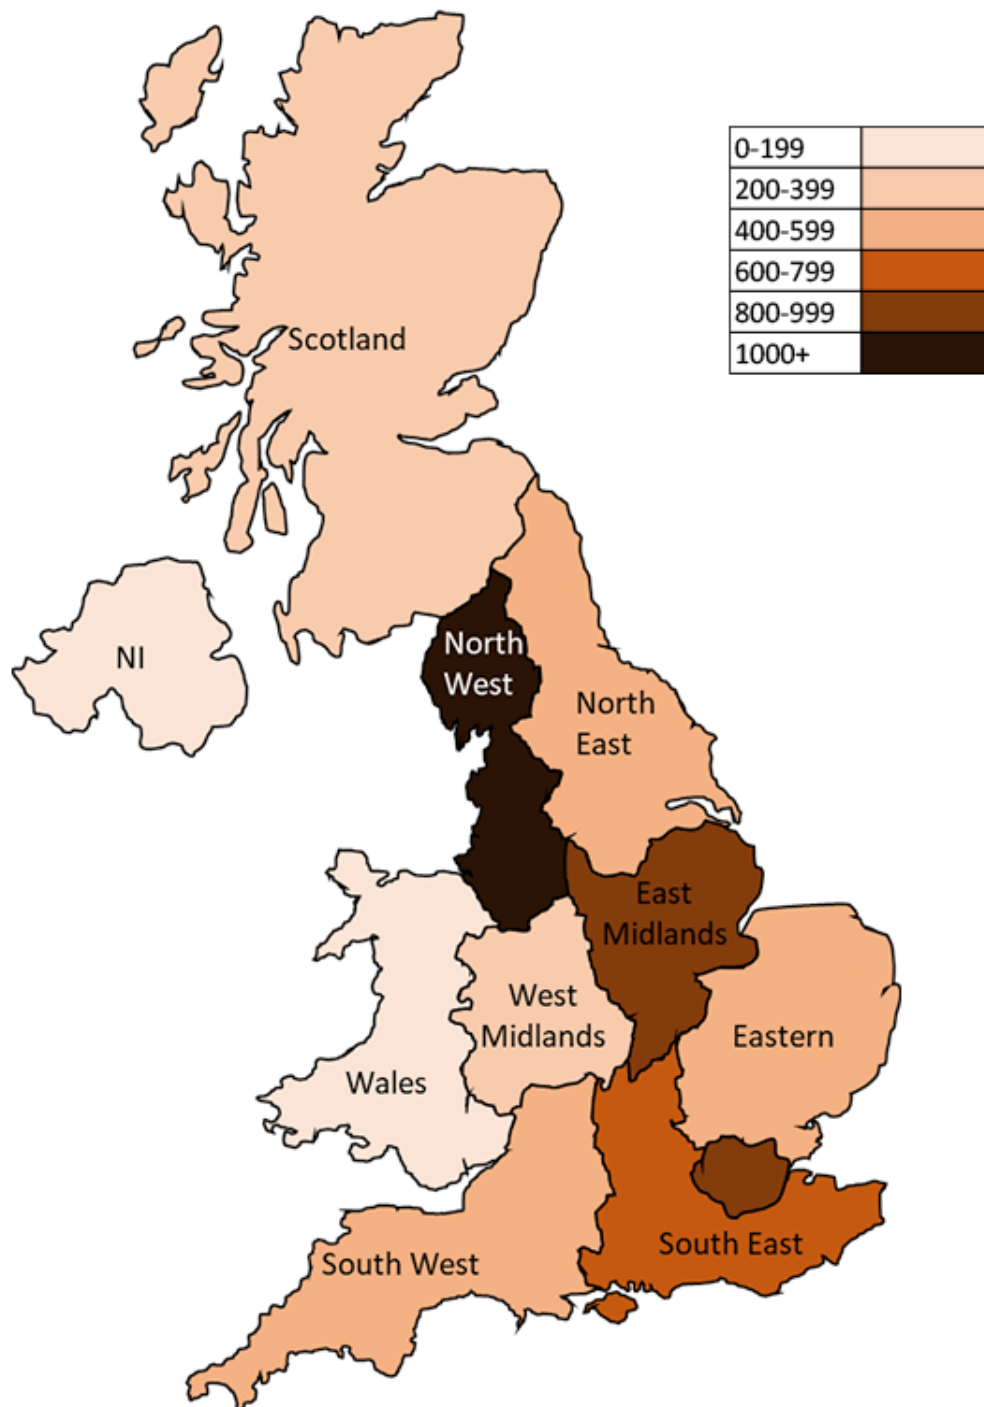 0-199
200-399
400-599
600-799
800-999
1000+
Scotland
NI
North
West
North
East
East
Midlands
West
Midlands
Eastern
Wales
South East
South West